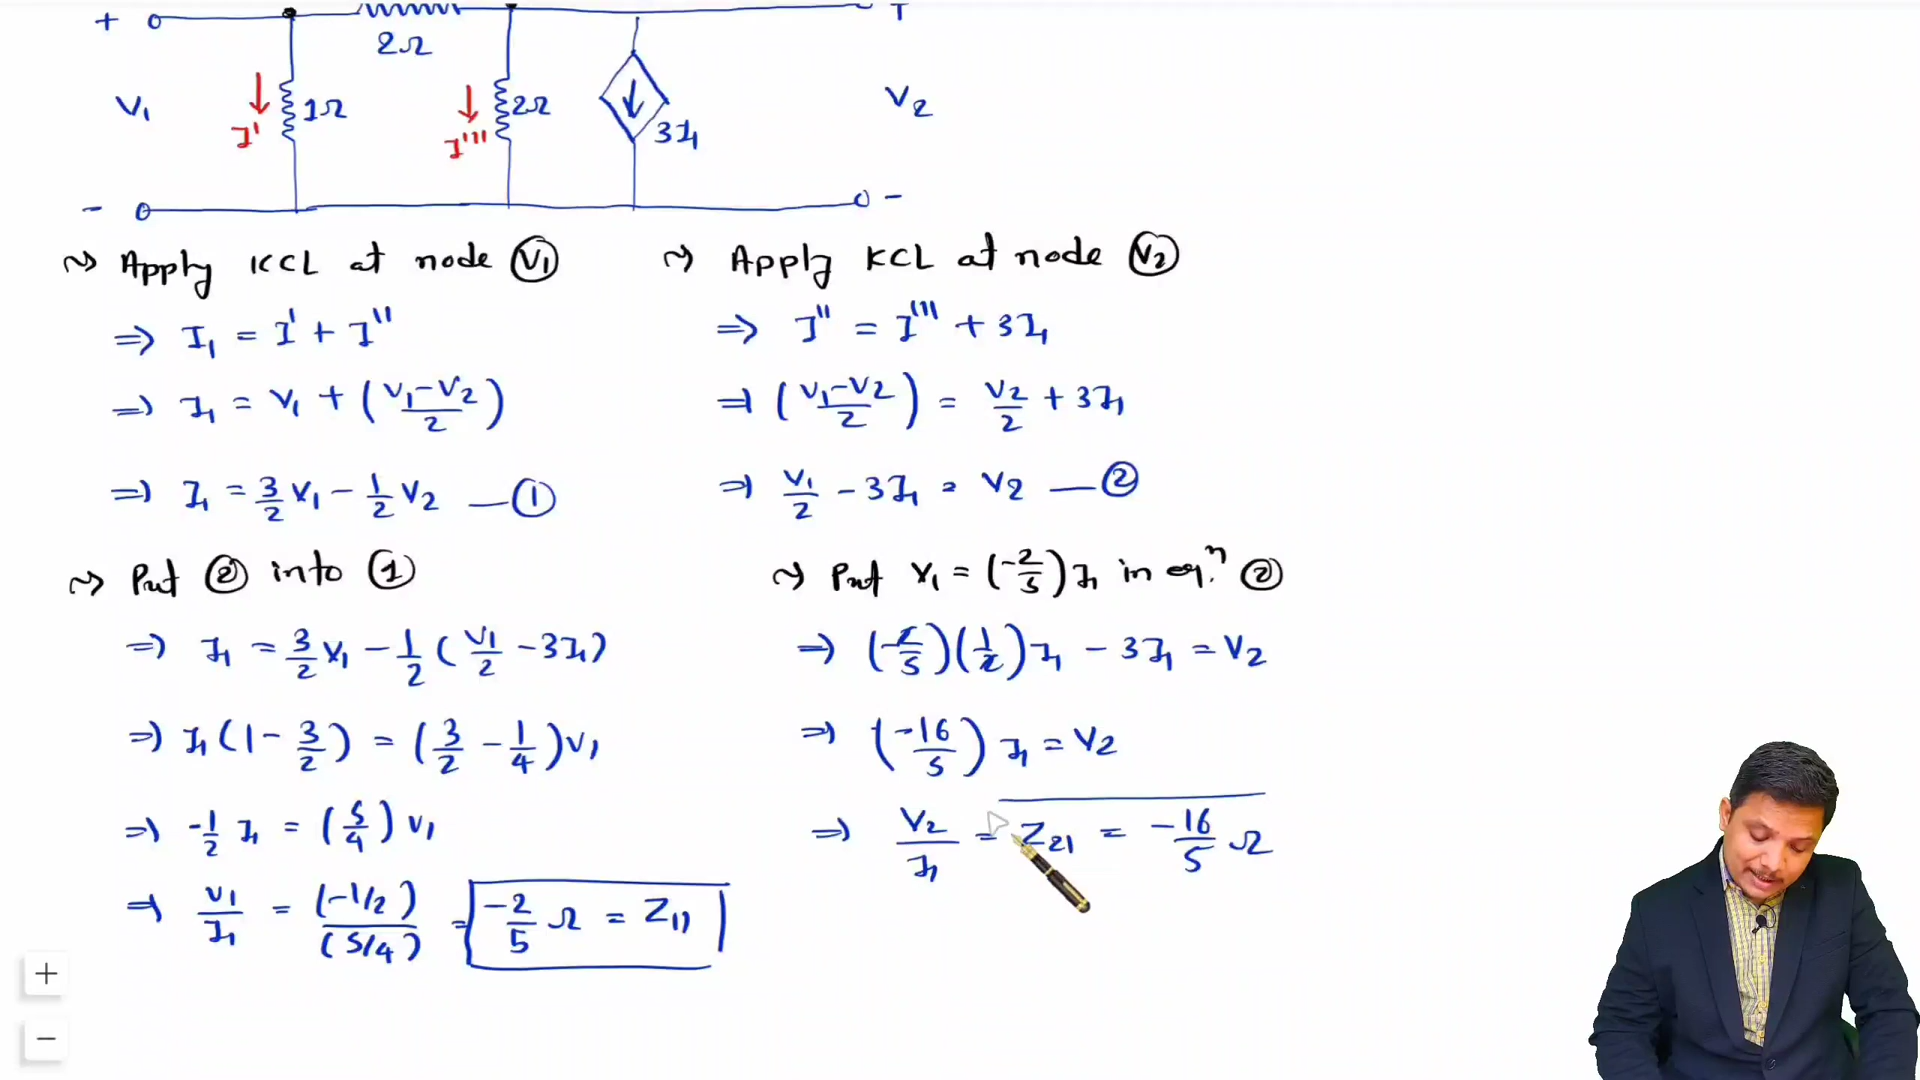 + +
2Ω
V₁ I' 1Ω I''' 2Ω 3I₁ V₂
- -
~> Apply KCL at node (V₁)
⇒ I₁ = I' + I''
⇒ I₁ = V₁ + ((V₁-V₂)/2)
⇒ I₁ = 3/2 V₁ - 1/2 V₂ —①
~> Put ② into ①
⇒ I₁ = 3/2 V₁ - 1/2 (V₁/2 - 3I₁)
⇒ I₁(1 - 3/2) = (3/2 - 1/4)V₁
⇒ -1/2 I₁ = (5/4) V₁
⇒ V₁/I₁ = (-1/2)/(5/4) = -2/5 Ω = Z₁₁
~> Apply KCL at node (V₂)
⇒ I'' = I''' + 3I₁
⇒ ((V₁-V₂)/2) = V₂/2 + 3I₁
⇒ V₁/2 - 3I₁ = V₂ —②
~> Put V₁ = (-2/5)I₁ in eq.ⁿ ②
⇒ (-2/5)(1/2)I₁ - 3I₁ = V₂
⇒ (-16/5) I₁ = V₂
⇒ V₂/I₁ = Z₂₁ = -16/5 Ω
+
−